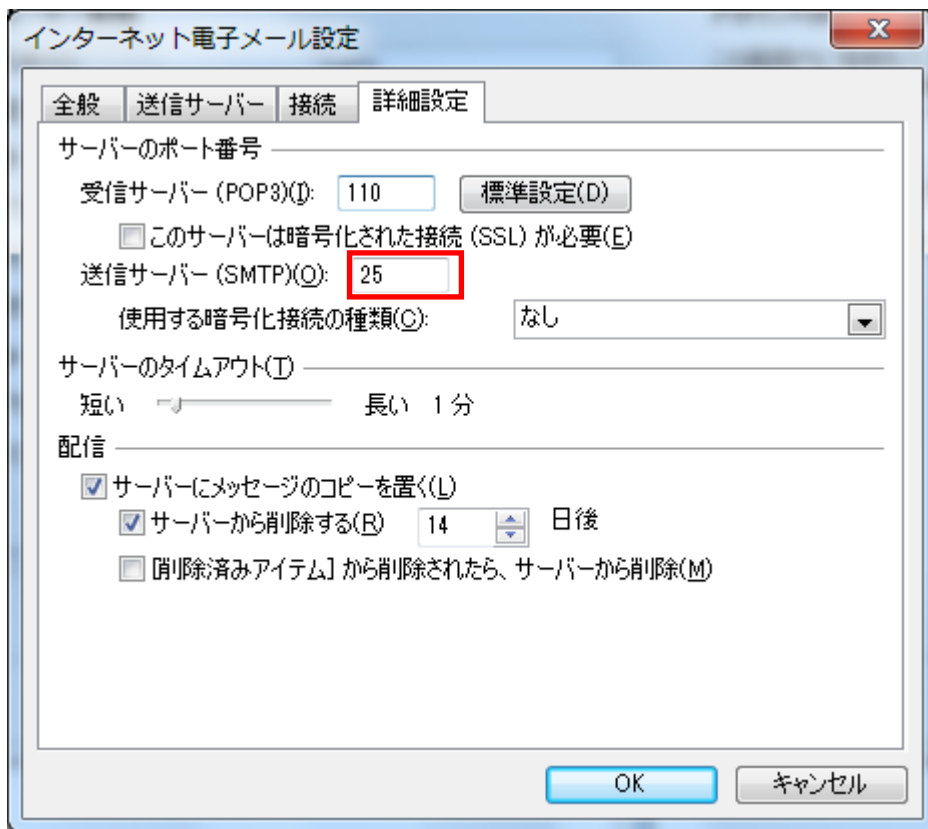 インターネット電子メール設定
全般 送信サーバー 接続 詳細設定
サーバーのポート番号
受信サーバー (POP3)(I): 110 標準設定(D)
このサーバーは暗号化された接続 (SSL) が必要(E)
送信サーバー (SMTP)(O): 25
使用する暗号化接続の種類(C): なし
サーバーのタイムアウト(T)
短い 長い 1 分
配信
サーバーにメッセージのコピーを置く(L)
サーバーから削除する(R) 14 日後
[削除済みアイテム] から削除されたら、サーバーから削除(M)
OK キャンセル